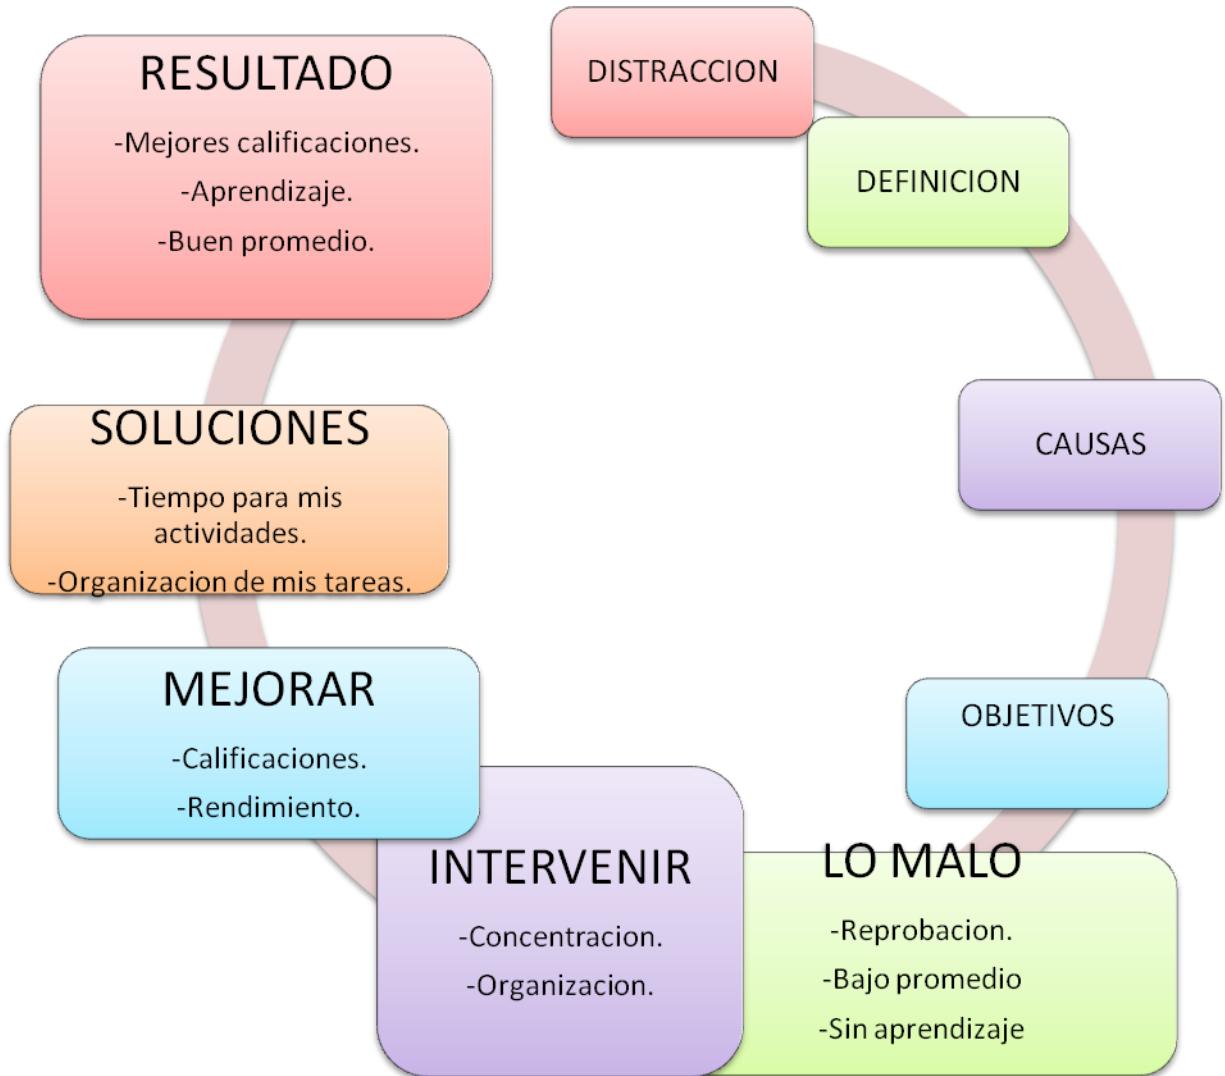 DISTRACCION
DEFINICION
CAUSAS
OBJETIVOS
LO MALO
-Reprobacion.
-Bajo promedio
-Sin aprendizaje
INTERVENIR
-Concentracion.
-Organizacion.
MEJORAR
-Calificaciones.
-Rendimiento.
SOLUCIONES
-Tiempo para mis
actividades.
-Organizacion de mis tareas.
RESULTADO
-Mejores calificaciones.
-Aprendizaje.
-Buen promedio.